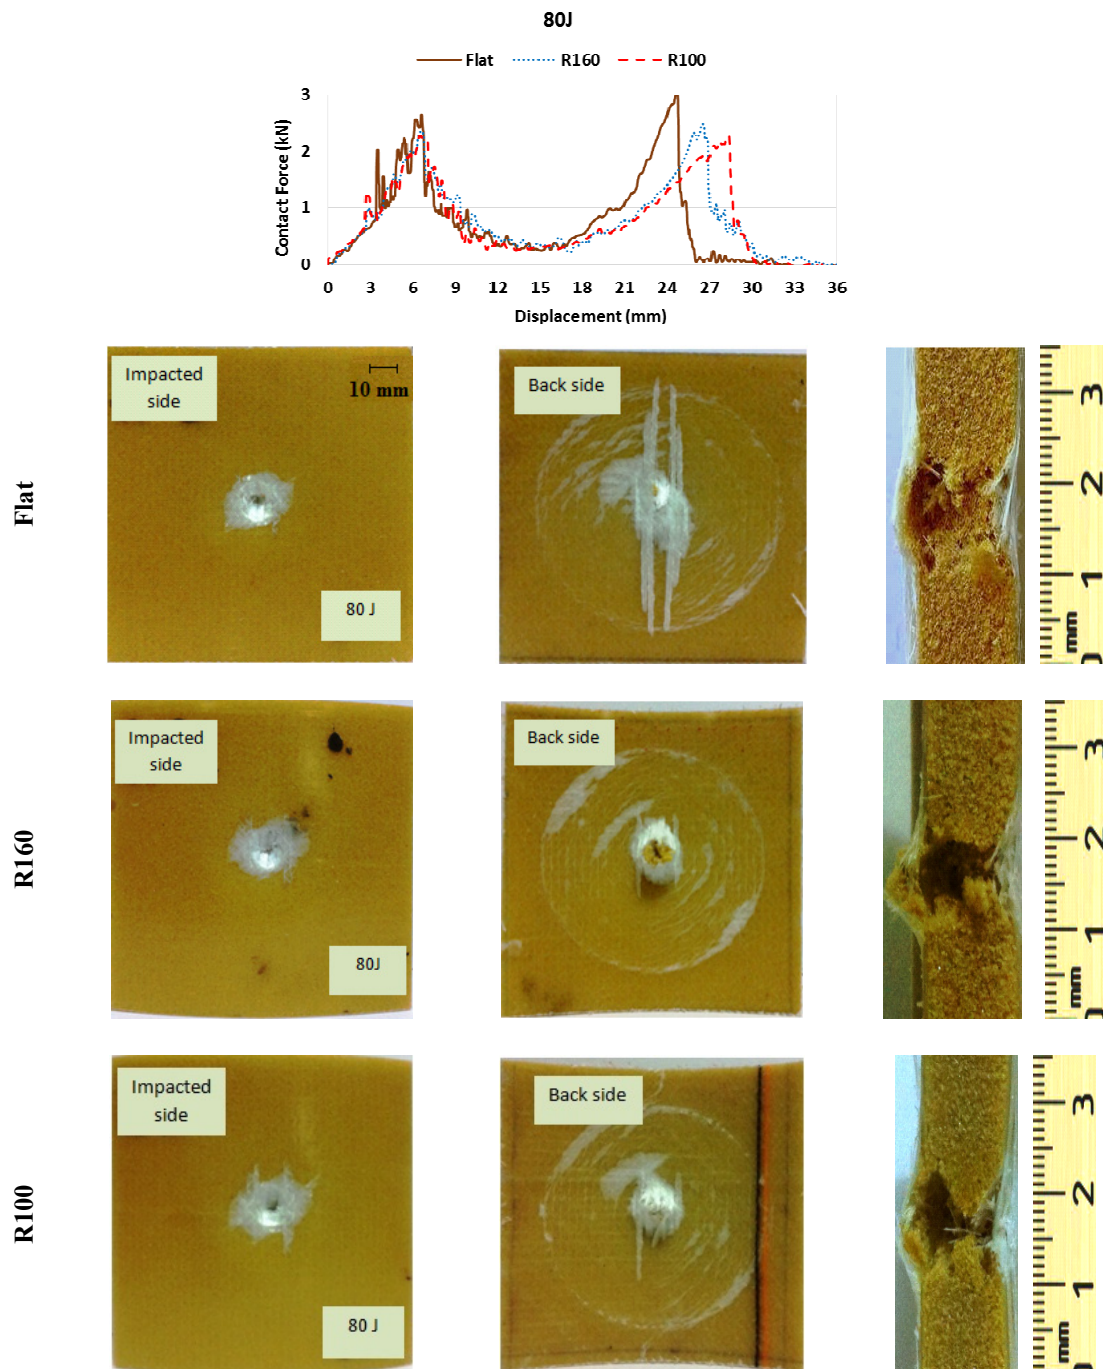 80J
Flat R160 R100
Contact Force (kN)
3
2
1
0
0 3 6 9 12 15 18 21 24 27 30 33 36
Displacement (mm)
Flat
Impacted
side
10 mm
80 J
Back side
3
2
1
mm
0
R160
Impacted
side
80J
Back side
3
2
1
mm
0
R100
Impacted
side
80 J
Back side
3
2
1
mm
0